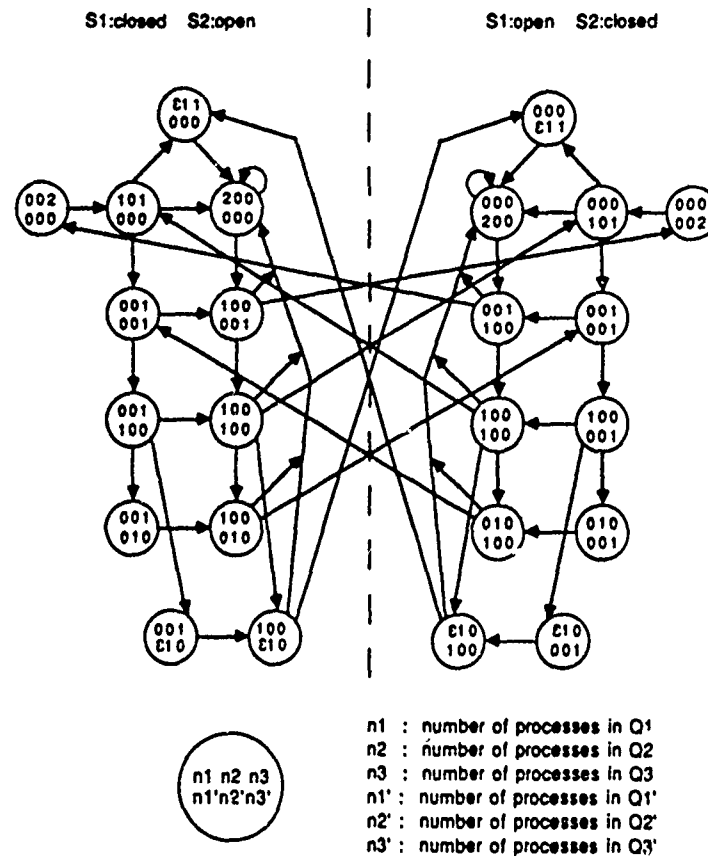 S1:closed S2:open
S1:open S2:closed
ε11
000
000
ε11
002
000
101
000
200
000
000
200
000
101
000
002
001
001
100
001
001
100
001
001
001
100
100
100
100
100
100
001
001
010
100
010
010
100
010
001
001
ε10
100
ε10
ε10
100
ε10
001
n1 n2 n3
n1'n2'n3'
n1 : number of processes in Q1
n2 : number of processes in Q2
n3 : number of processes in Q3
n1' : number of processes in Q1'
n2' : number of processes in Q2'
n3' : number of processes in Q3'